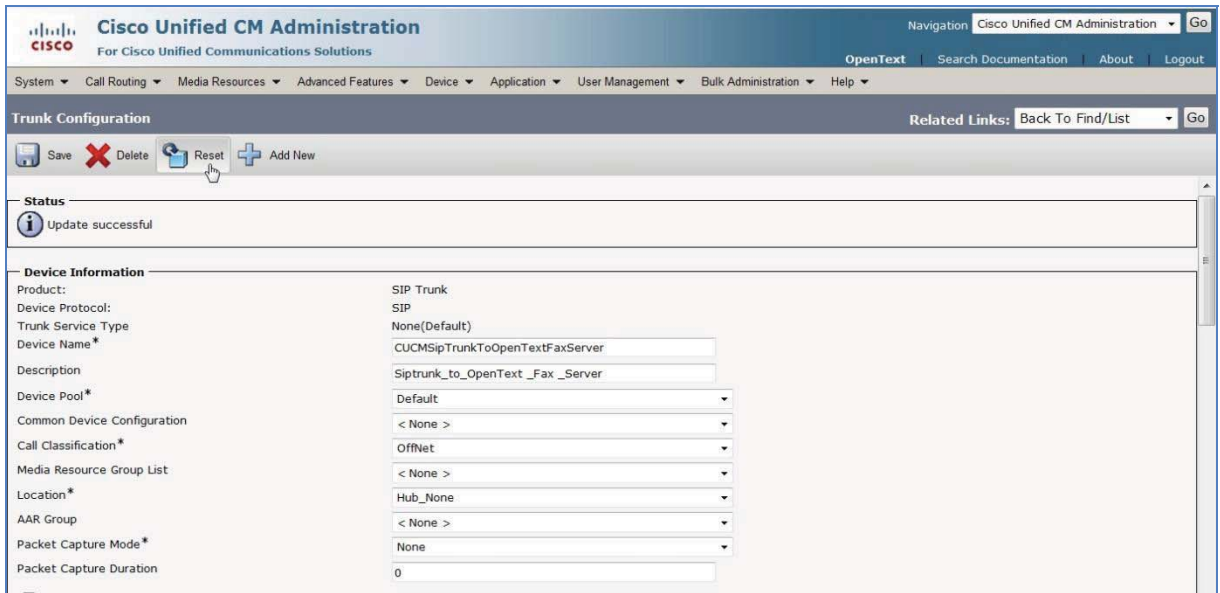 Cisco Unified CM Administration
For Cisco Unified Communications Solutions
CISCO
Navigation Cisco Unified CM Administration Go
OpenText Search Documentation About Logout
System Call Routing Media Resources Advanced Features Device Application User Management Bulk Administration Help
Trunk Configuration Related Links: Back To Find/List Go
Save Delete Reset Add New
Status
Update successful
Device Information
Product: SIP Trunk
Device Protocol: SIP
Trunk Service Type None(Default)
Device Name* CUCMSipTrunkToOpenTextFaxServer
Description Siptrunk_to_OpenText _Fax _Server
Device Pool* Default
Common Device Configuration < None >
Call Classification* OffNet
Media Resource Group List < None >
Location* Hub_None
AAR Group < None >
Packet Capture Mode* None
Packet Capture Duration 0